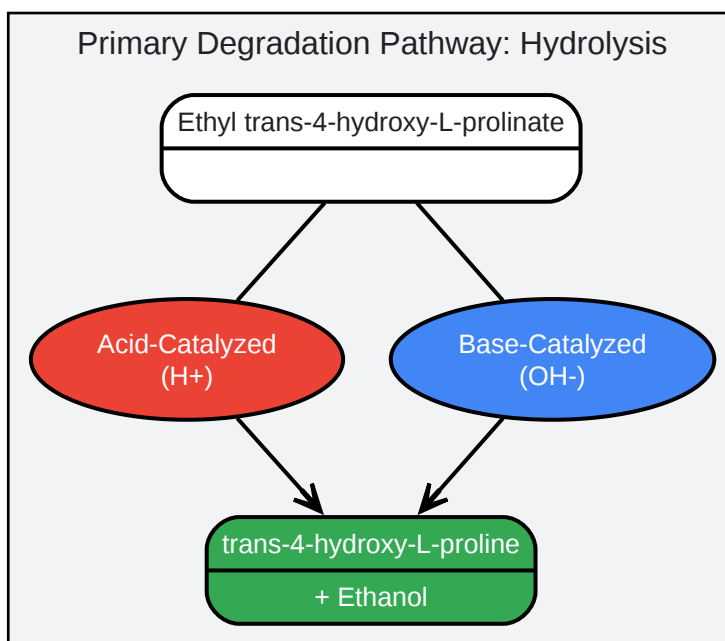 Primary Degradation Pathway: Hydrolysis
Ethyl trans-4-hydroxy-L-prolinate
Acid-Catalyzed
(H+)
Base-Catalyzed
(OH-)
trans-4-hydroxy-L-proline
+ Ethanol